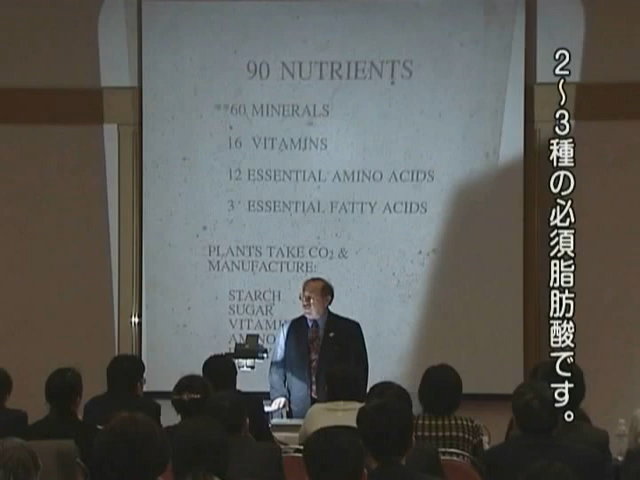 90 NUTRIENTS
**60 MINERALS
16 VITAMINS
12 ESSENTIAL AMINO ACIDS
3 ESSENTIAL FATTY ACIDS
PLANTS TAKE CO₂ &
MANUFACTURE:
STARCH
SUGAR
２〜３種の必須脂肪酸です。